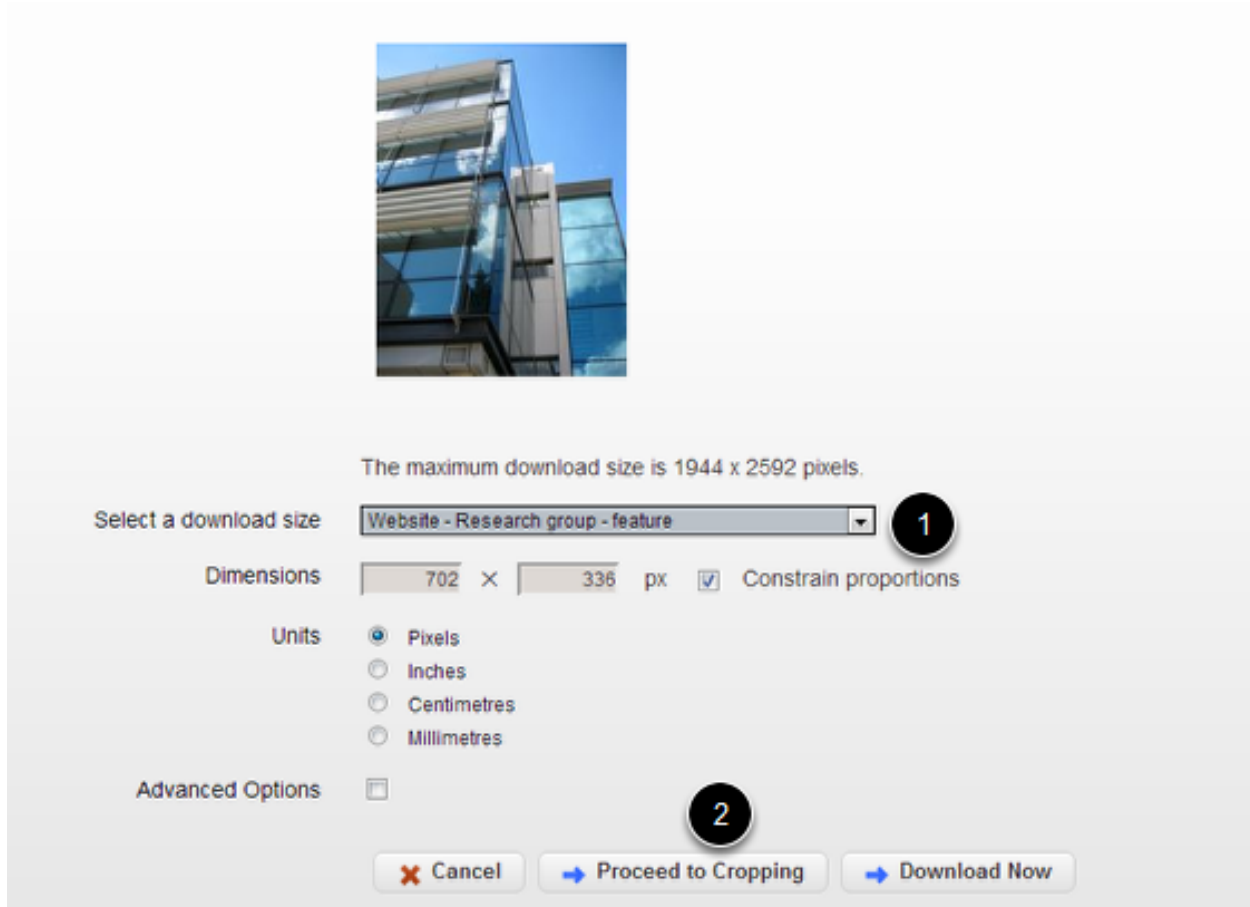 The maximum download size is 1944 x 2592 pixels.
Select a download size Website - Research group - feature 1
Dimensions 702 × 336 px Constrain proportions
Units Pixels
Inches
Centimetres
Millimetres
Advanced Options
2
Cancel Proceed to Cropping Download Now